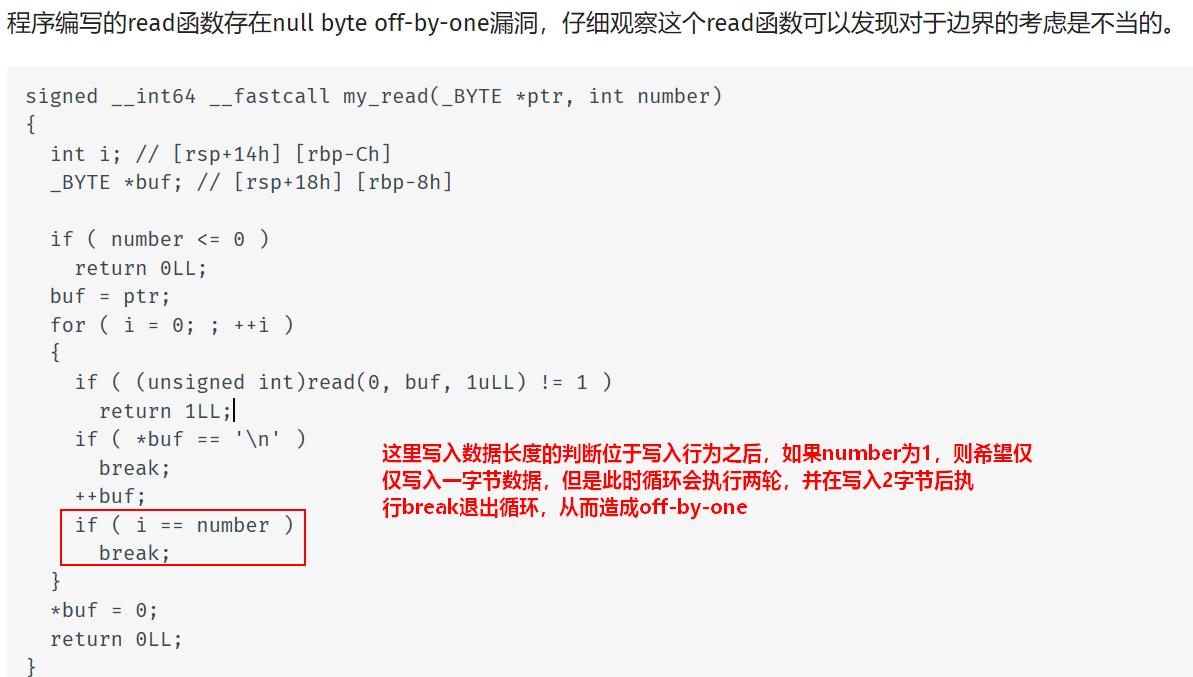 程序编写的read函数存在null byte off-by-one漏洞，仔细观察这个read函数可以发现对于边界的考虑是不当的。
signed __int64 __fastcall my_read(_BYTE *ptr, int number)
{
  int i; // [rsp+14h] [rbp-Ch]
  _BYTE *buf; // [rsp+18h] [rbp-8h]

  if ( number <= 0 )
    return 0LL;
  buf = ptr;
  for ( i = 0; ; ++i )
  {
    if ( (unsigned int)read(0, buf, 1uLL) != 1 )
      return 1LL;
    if ( *buf == '\n' )
      break;
    ++buf;
    if ( i == number )
      break;
  }
  *buf = 0;
  return 0LL;
}
这里写入数据长度的判断位于写入行为之后，如果number为1，则希望仅
仅写入一字节数据，但是此时循环会执行两轮，并在写入2字节后执
行break退出循环，从而造成off-by-one